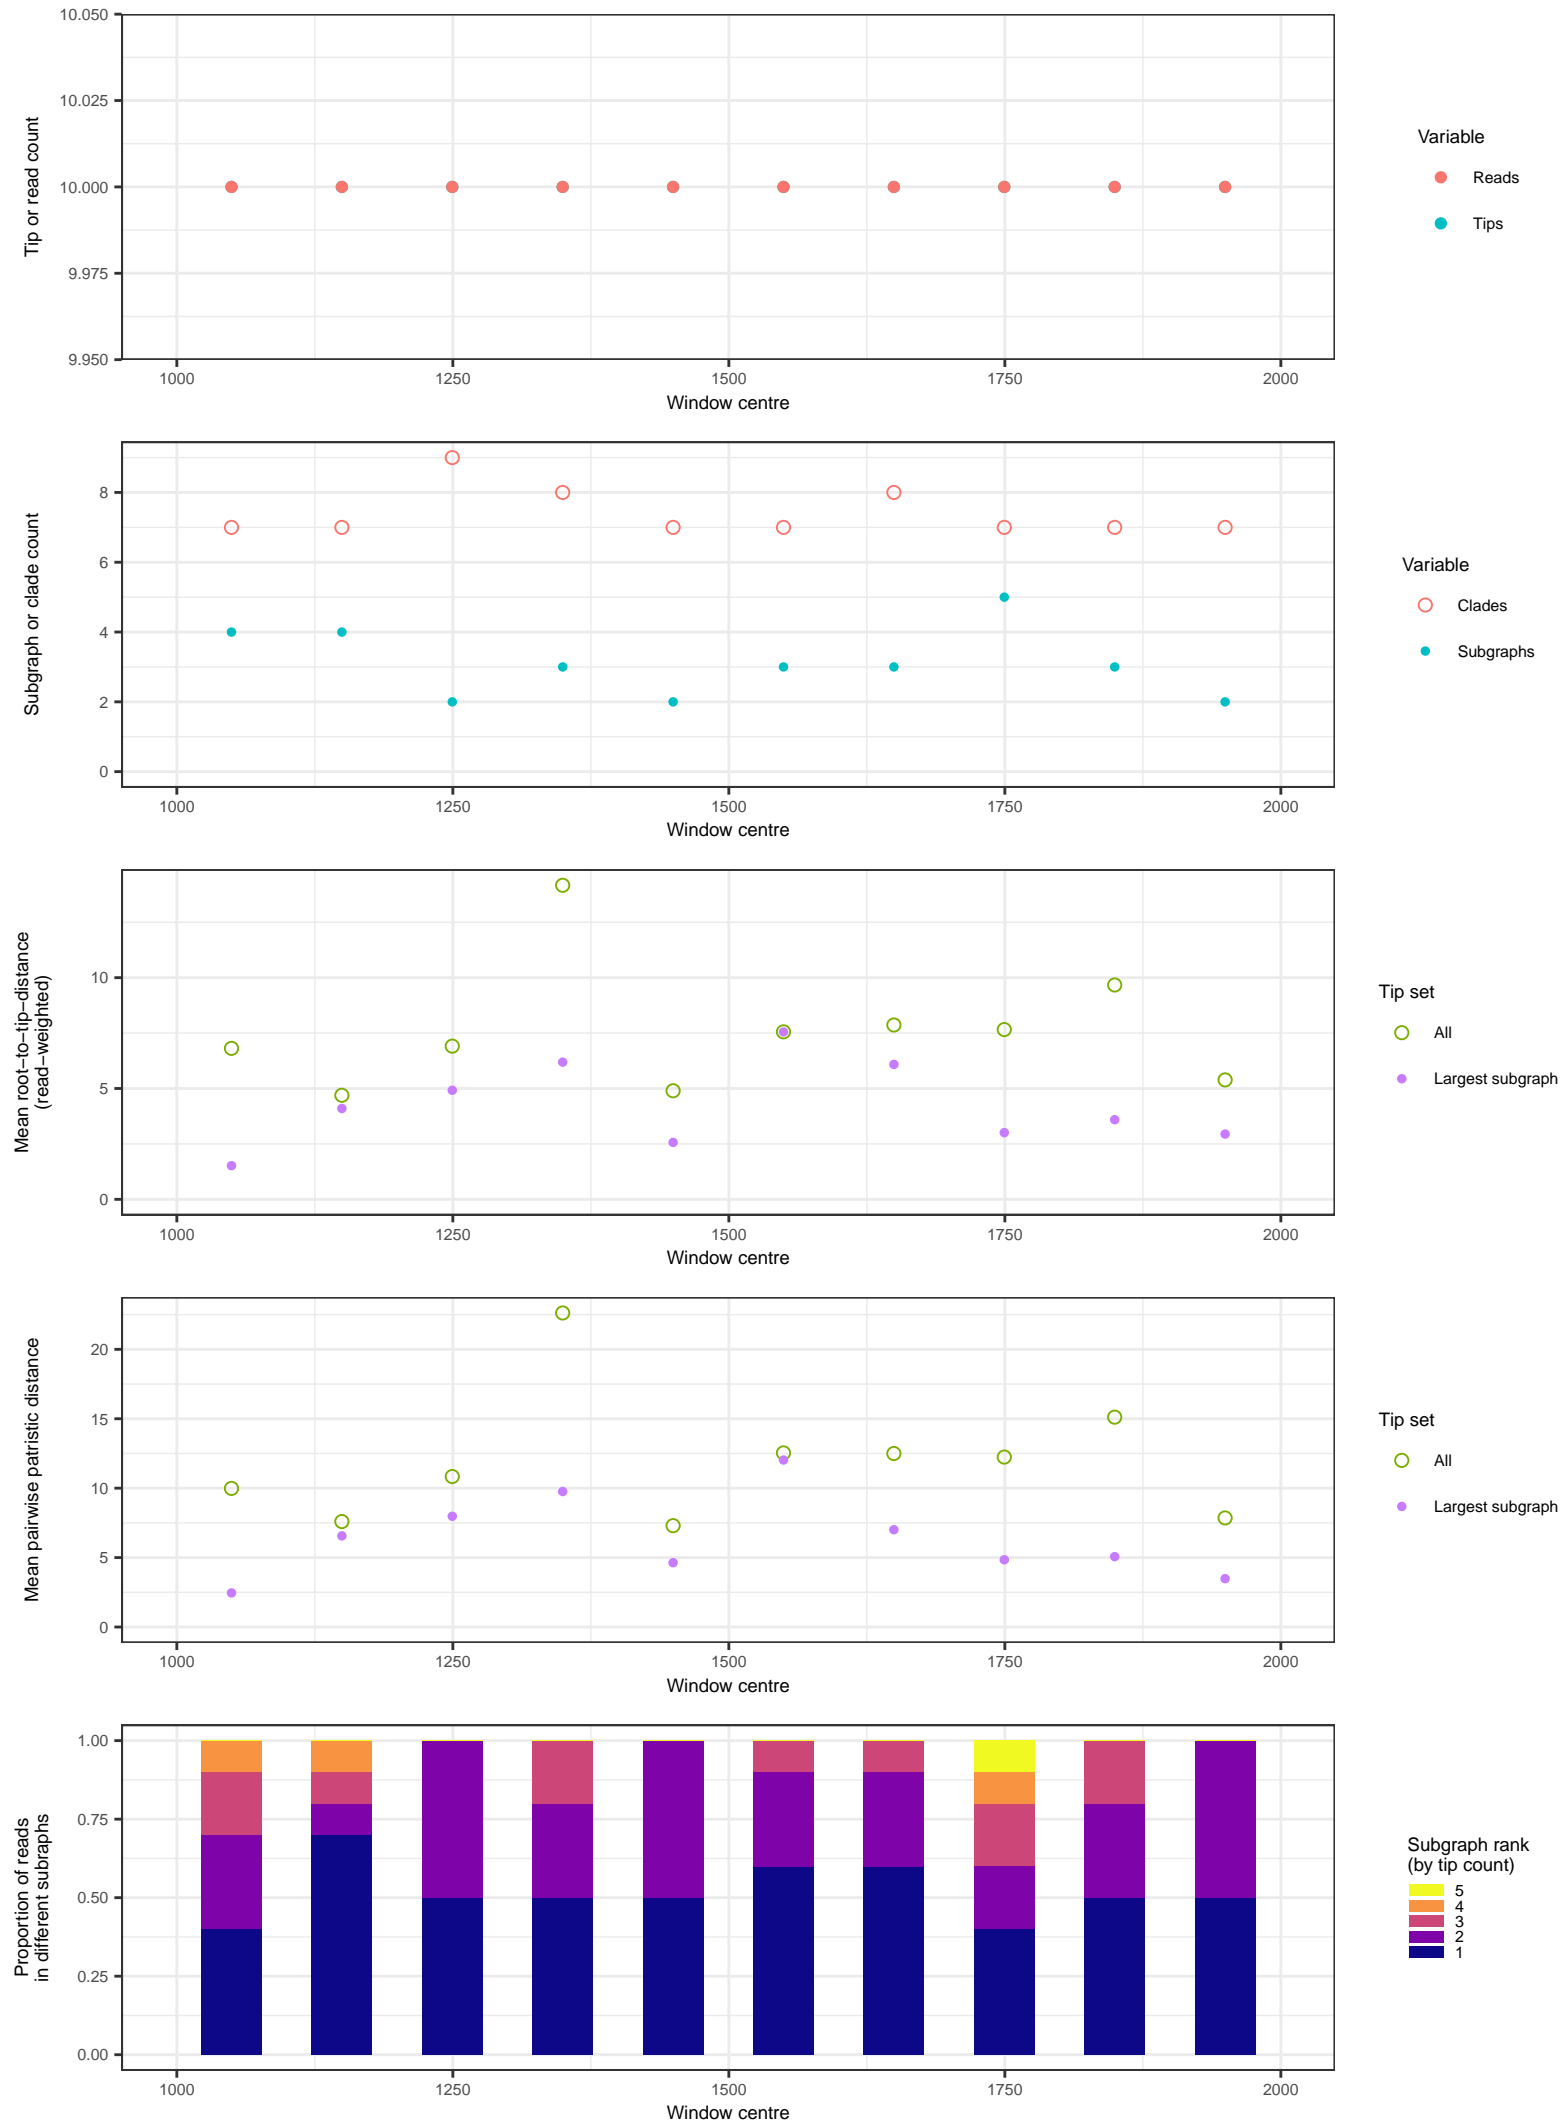 10.050
10.025
10.000
9.975
9.950
Tip or read count
1000 1250 1500 1750 2000
Window centre
Variable
Reads
Tips
8
6
4
2
0
Subgraph or clade count
1000 1250 1500 1750 2000
Window centre
Variable
Clades
Subgraphs
10
5
0
Mean root−to−tip−distance
(read−weighted)
1000 1250 1500 1750 2000
Window centre
Tip set
All
Largest subgraph
20
15
10
5
0
Mean pairwise patristic distance
1000 1250 1500 1750 2000
Window centre
Tip set
All
Largest subgraph
1.00
0.75
0.50
0.25
0.00
Proportion of reads
in different subraphs
1000 1250 1500 1750 2000
Window centre
Subgraph rank
(by tip count)
5
4
3
2
1